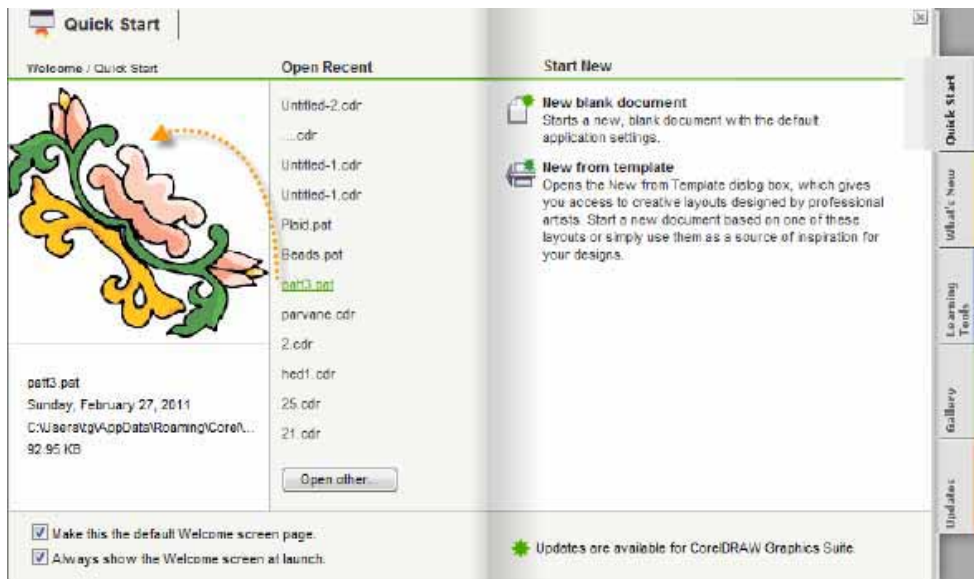 Quick Start
Welcome / Quick Start
Open Recent
Start New
Untitled-2.cdr
....cdr
Untitled-1.cdr
Untitled-1.cdr
Plaid.pat
Beads.pat
patt3.pat
parvane.cdr
2.cdr
hed1.cdr
25.cdr
21.cdr
Open other...
New blank document
Starts a new, blank document with the default
application settings.
New from template
Opens the New from Template dialog box, which gives
you access to creative layouts designed by professional
artists. Start a new document based on one of these
layouts or simply use them as a source of inspiration for
your designs.
patt3.pat
Sunday, February 27, 2011
C:\Users\tg\AppData\Roaming\Corel\...
92.95 KB
Make this the default Welcome screen page.
Always show the Welcome screen at launch.
Updates are available for CorelDRAW Graphics Suite.
Quick Start
What's New
Learning
Tools
Gallery
Updates